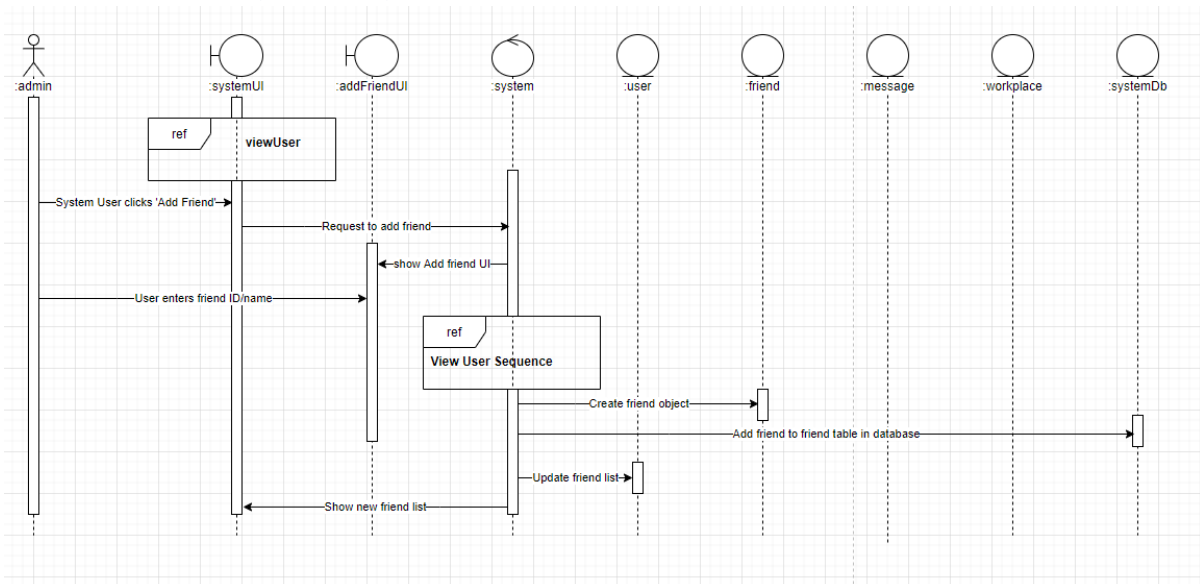 :admin
:systemUI
:addFriendUI
:system
:user
:friend
:message
:workplace
:systemDb
ref
viewUser
System User clicks 'Add Friend'
Request to add friend
show Add friend UI
User enters friend ID/name
ref
View User Sequence
Create friend object
Add friend to friend table in database
Update friend list
Show new friend list